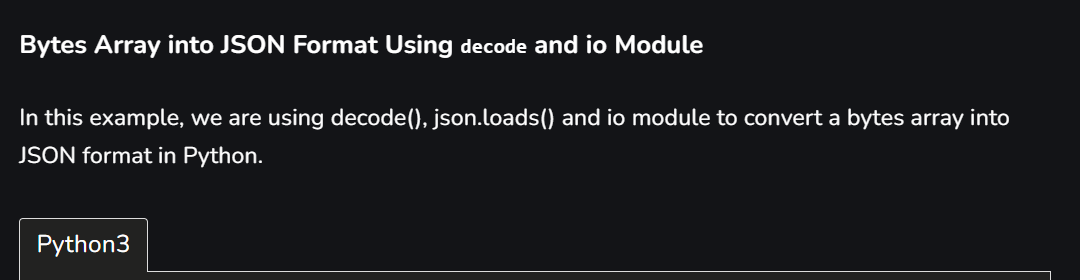 Bytes Array into JSON Format Using decode and io Module
In this example, we are using decode(), json.loads() and io module to convert a bytes array into
JSON format in Python.
Python3